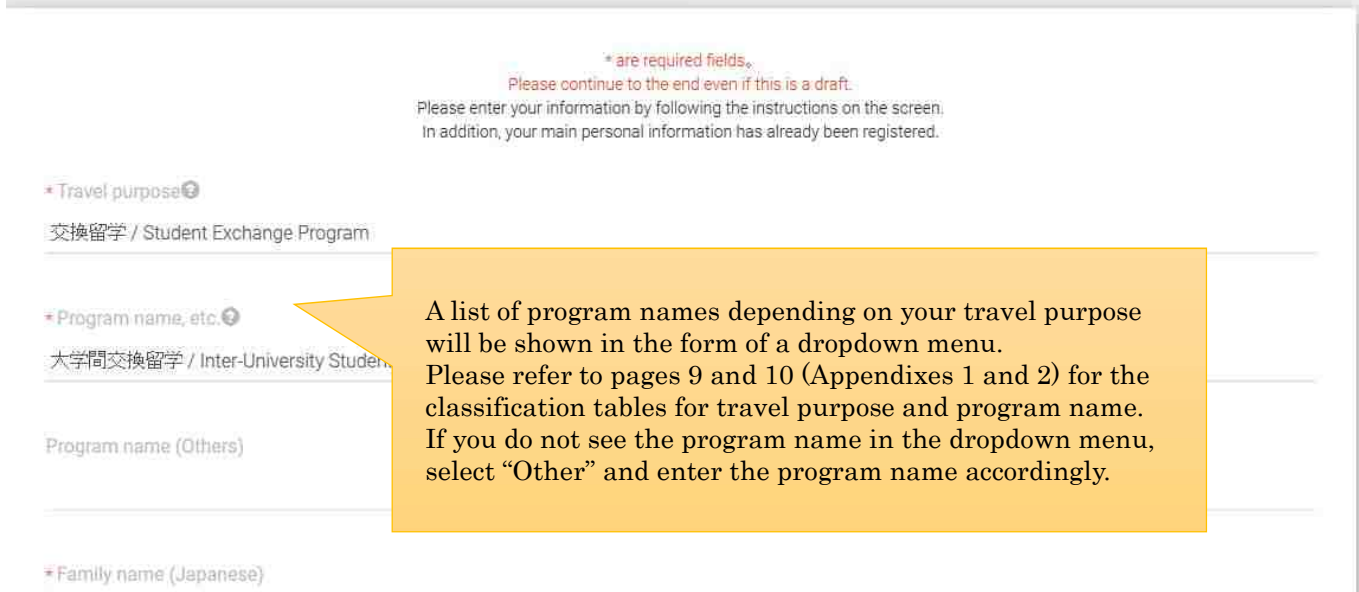 * are required fields。
Please continue to the end even if this is a draft.
Please enter your information by following the instructions on the screen.
In addition, your main personal information has already been registered.
* Travel purpose
交換留学 / Student Exchange Program
* Program name, etc.
大学間交換留学 / Inter-University
A list of program names depending on your travel purpose
will be shown in the form of a dropdown menu.
Please refer to pages 9 and 10 (Appendixes 1 and 2) for the
classification tables for travel purpose and program name.
If you do not see the program name in the dropdown menu,
select “Other” and enter the program name accordingly.
Program name (Others)
* Family name (Japanese)